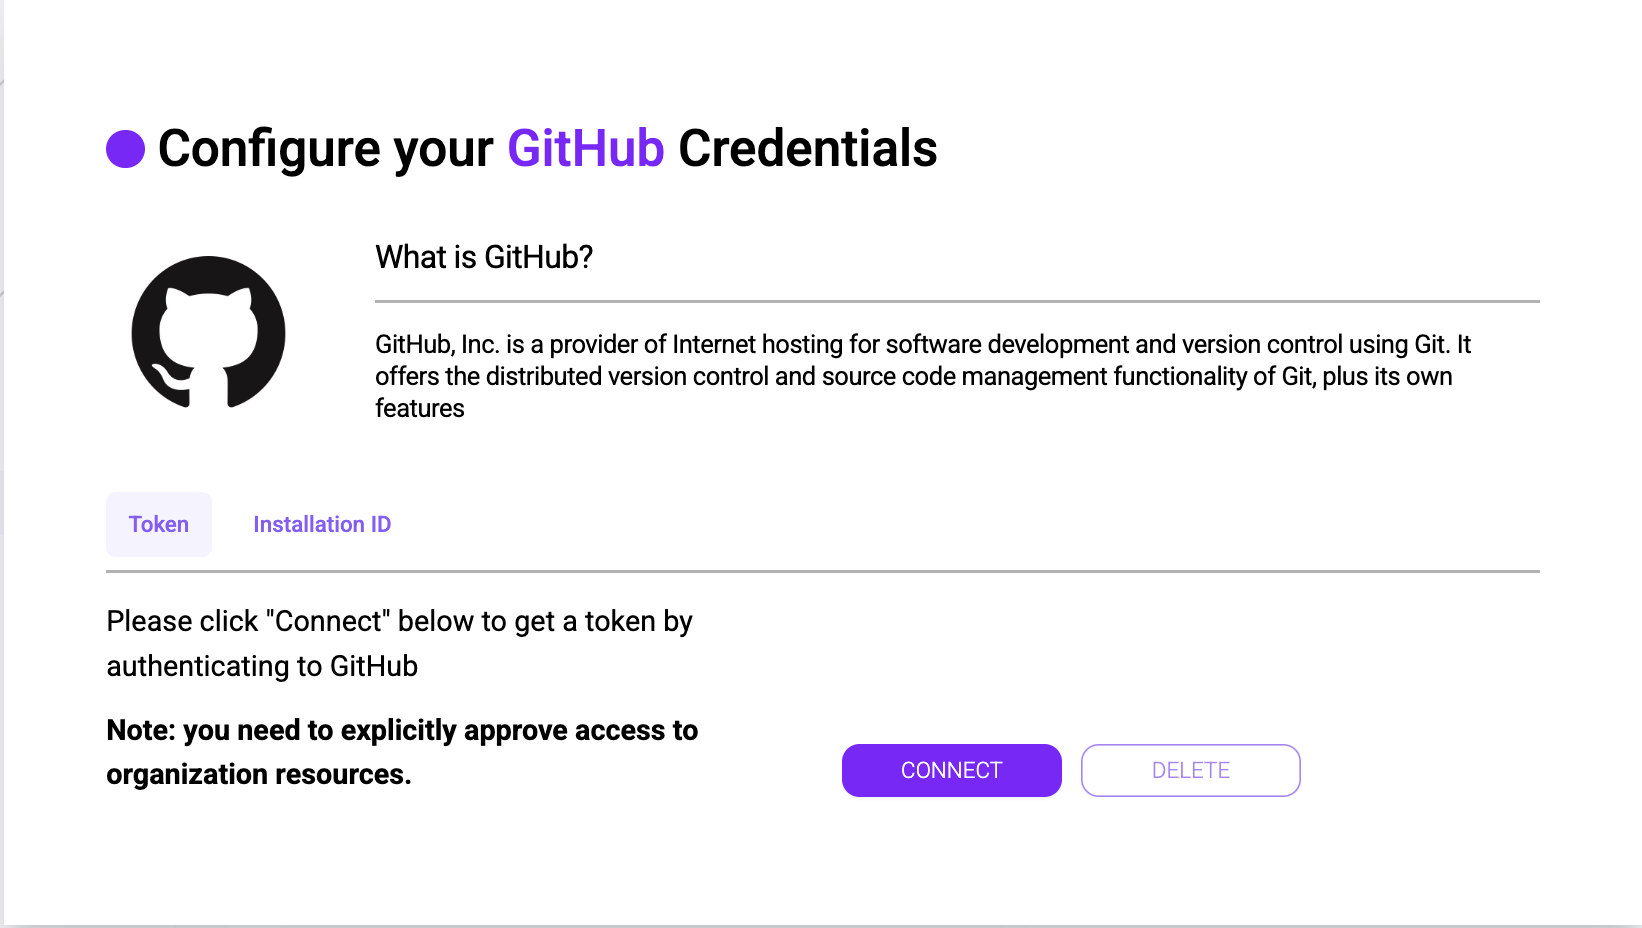 Configure your GitHub Credentials
What is GitHub?
GitHub, Inc. is a provider of Internet hosting for software development and version control using Git. It
offers the distributed version control and source code management functionality of Git, plus its own
features
Token
Installation ID
Please click "Connect" below to get a token by
authenticating to GitHub
Note: you need to explicitly approve access to
organization resources.
CONNECT
DELETE